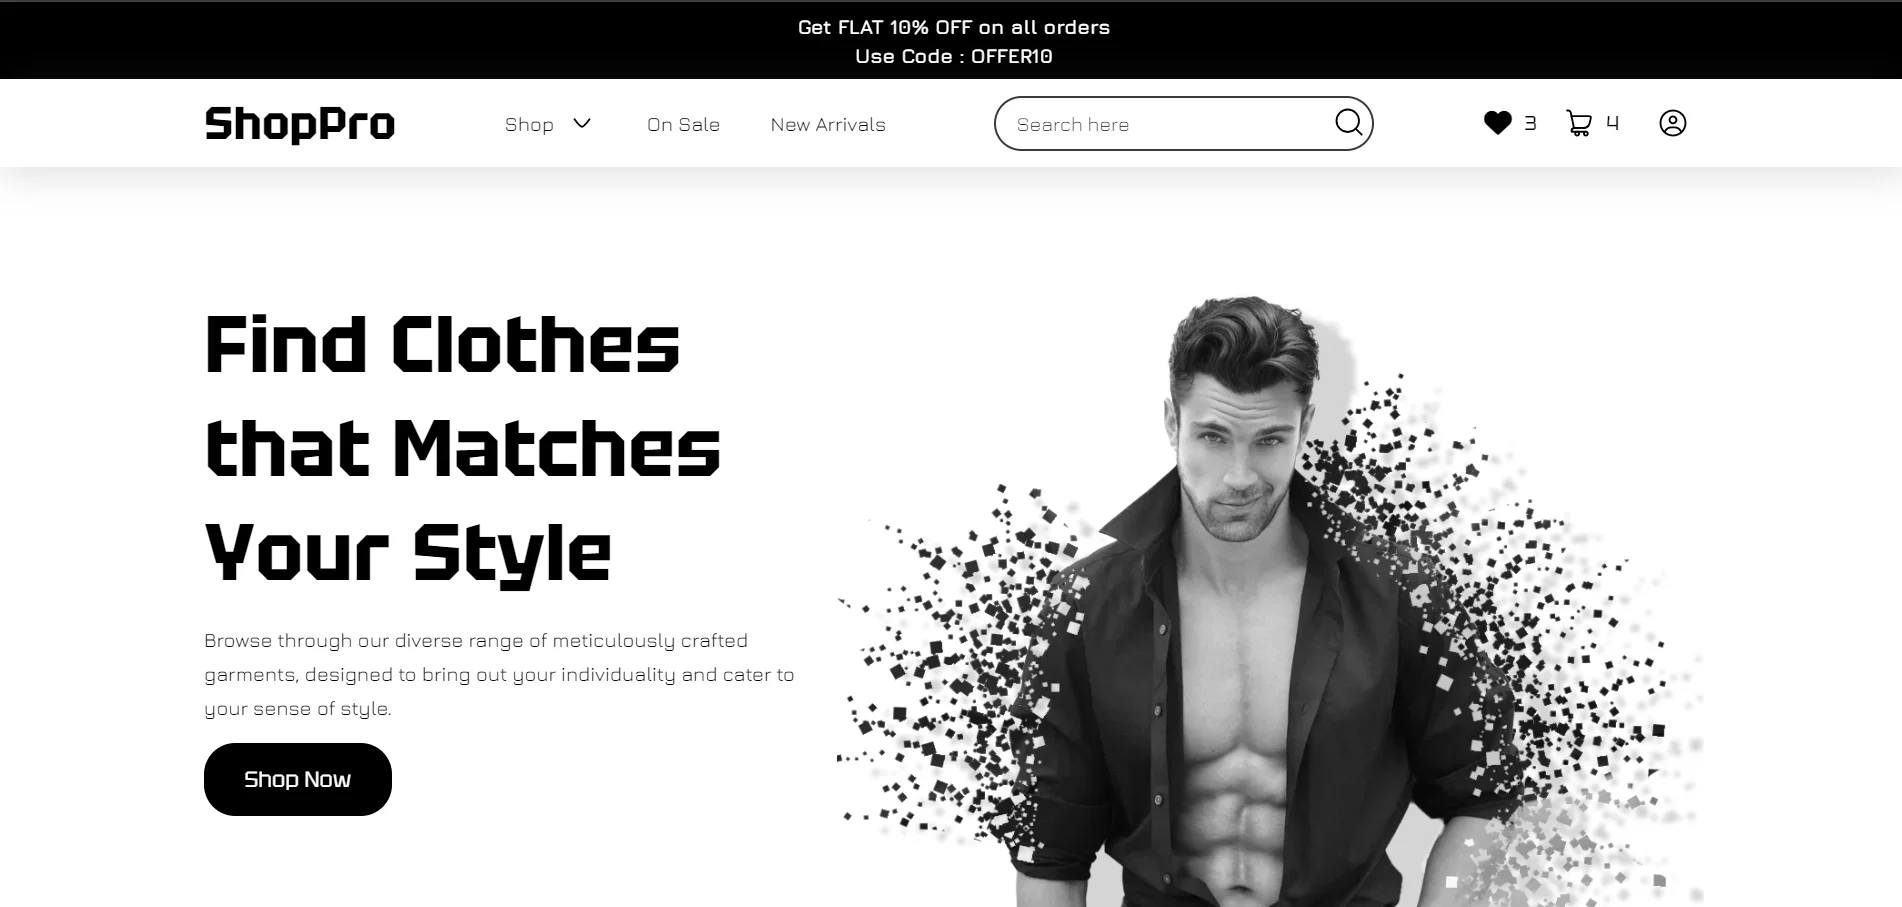 Get FLAT 10% OFF on all orders
Use Code : OFFER10
ShopPro
Shop
On Sale
New Arrivals
Search here
3
4
Find Clothes
that Matches
Your Style
Browse through our diverse range of meticulously crafted
garments, designed to bring out your individuality and cater to
your sense of style.
Shop Now